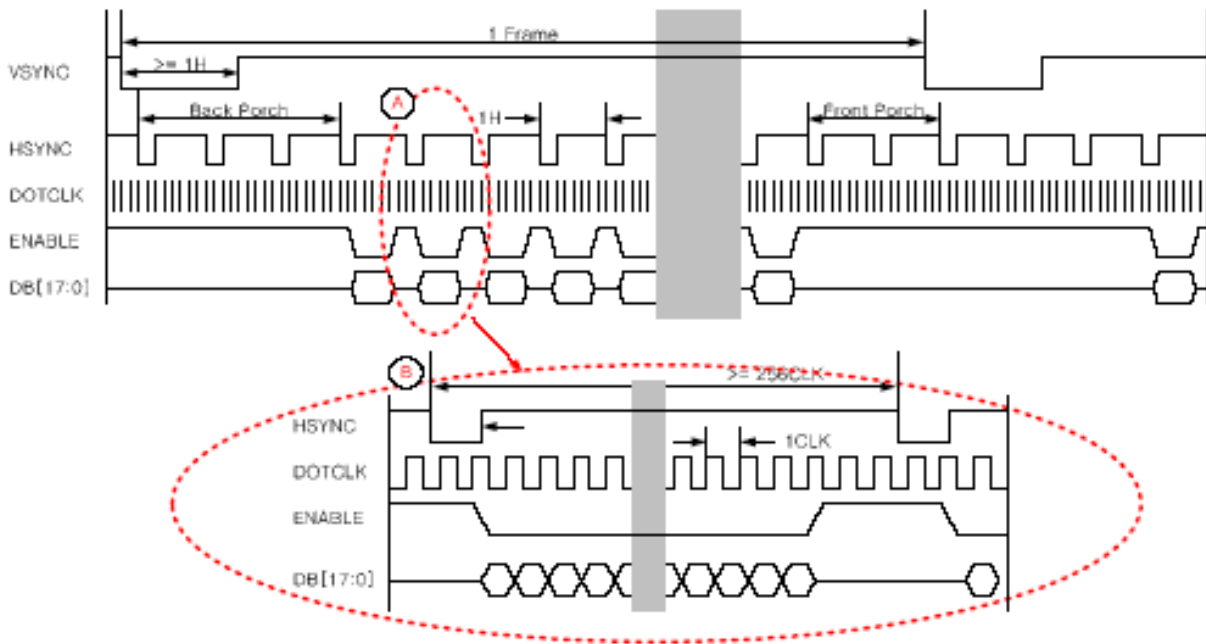 1 Frame
VSYNC
>= 1H
Back Porch
A
1H
Front Porch
HSYNC
DOTCLK
ENABLE
DB[17:0]
B
>= 256CLK
HSYNC
1CLK
DOTCLK
ENABLE
DB[17:0]